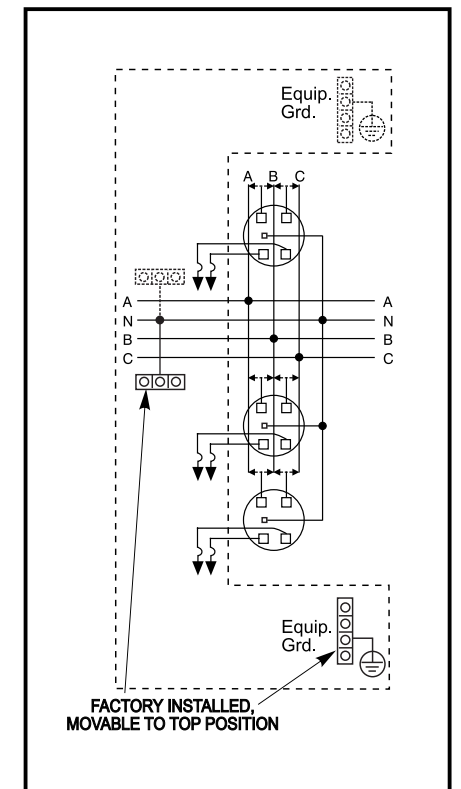 Equip.
Grd.
A B C
A A
N N
B B
C C
Equip.
Grd.
FACTORY INSTALLED,
MOVABLE TO TOP POSITION